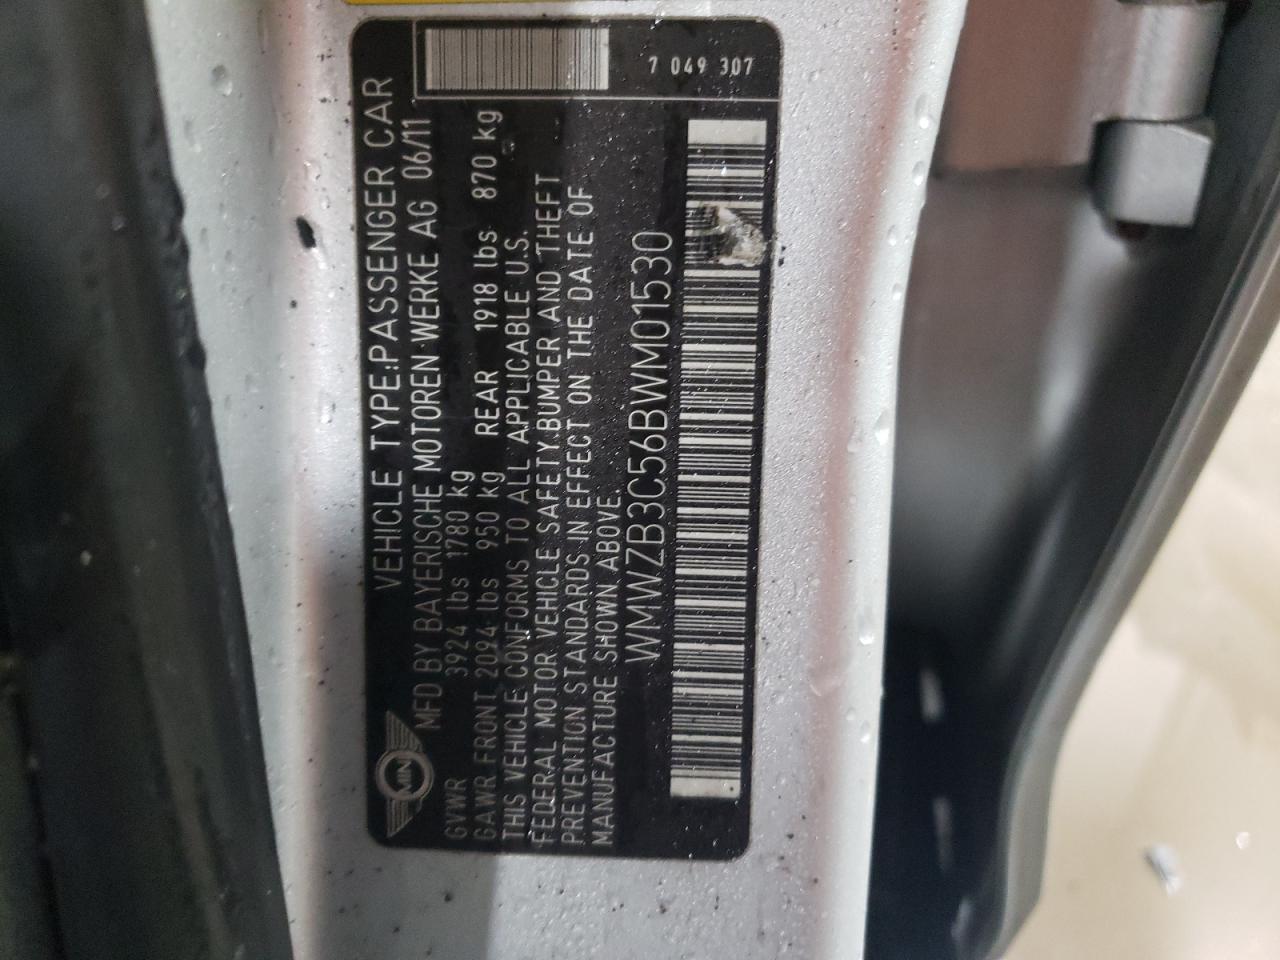 7 049 307
VEHICLE TYPE:PASSENGER CAR
MINI
MFD BY BAYERISCHE MOTOREN WERKE AG 06/11
GVWR 3924 lbs 1780 kg
GAWR FRONT 2094 lbs 950 kg REAR 1918 lbs 870 kg
THIS VEHICLE CONFORMS TO ALL APPLICABLE U.S.
FEDERAL MOTOR VEHICLE SAFETY,BUMPER AND THEFT
PREVENTION STANDARDS IN EFFECT ON THE DATE OF
MANUFACTURE SHOWN ABOVE.
WMWZB3C56BWM01530